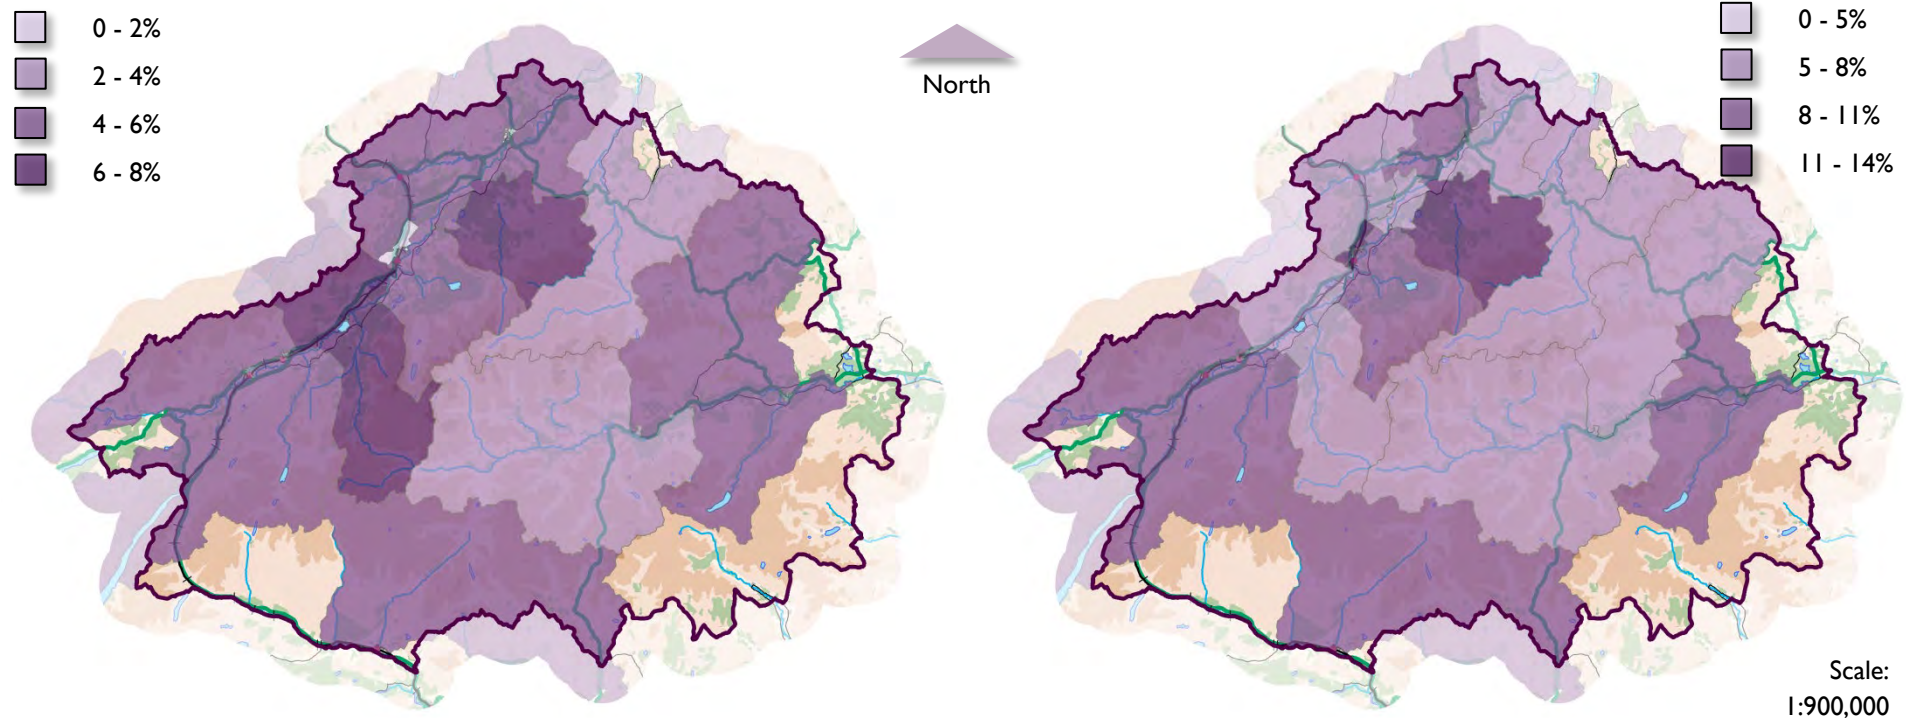 0 - 2%
2 - 4%
4 - 6%
6 - 8%
North
0 - 5%
5 - 8%
8 - 11%
11 - 14%
Scale:
1:900,000